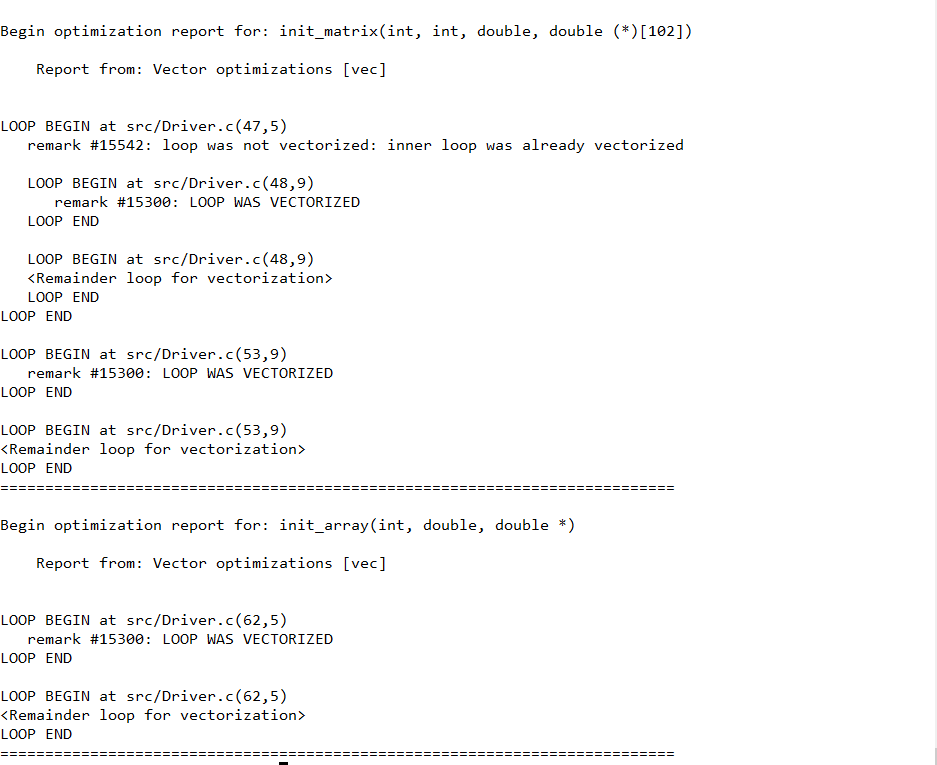 Begin optimization report for: init_matrix(int, int, double, double (*)[102])
Report from: Vector optimizations [vec]
LOOP BEGIN at src/Driver.c(47,5)
remark #15542: loop was not vectorized: inner loop was already vectorized
LOOP BEGIN at src/Driver.c(48,9)
remark #15300: LOOP WAS VECTORIZED
LOOP END
LOOP BEGIN at src/Driver.c(48,9)
<Remainder loop for vectorization>
LOOP END
LOOP END
LOOP BEGIN at src/Driver.c(53,9)
remark #15300: LOOP WAS VECTORIZED
LOOP END
LOOP BEGIN at src/Driver.c(53,9)
<Remainder loop for vectorization>
LOOP END
===========================================================================
Begin optimization report for: init_array(int, double, double *)
Report from: Vector optimizations [vec]
LOOP BEGIN at src/Driver.c(62,5)
remark #15300: LOOP WAS VECTORIZED
LOOP END
LOOP BEGIN at src/Driver.c(62,5)
<Remainder loop for vectorization>
LOOP END
===========================================================================